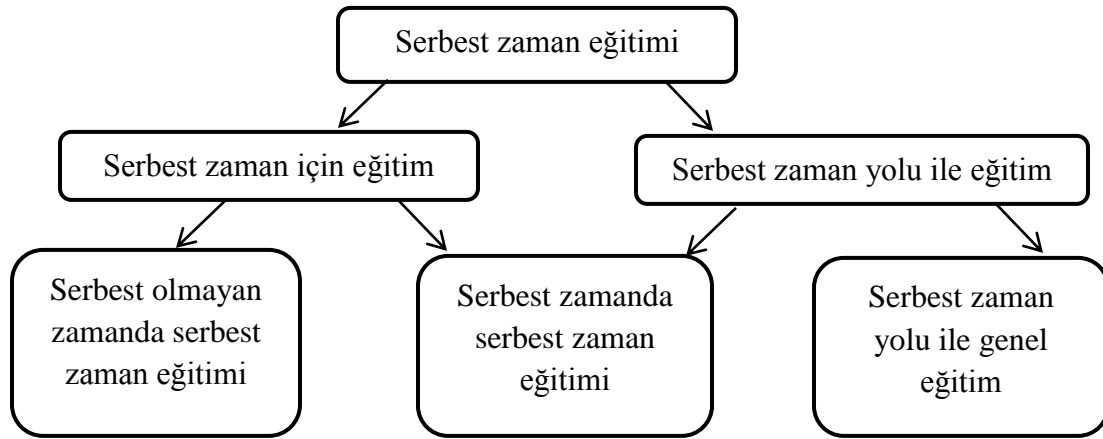 Serbest zaman eğitimi
Serbest zaman için eğitim
Serbest zaman yolu ile eğitim
Serbest olmayan
zamanda serbest
zaman eğitimi
Serbest zamanda
serbest zaman
eğitimi
Serbest zaman
yolu ile genel
eğitim